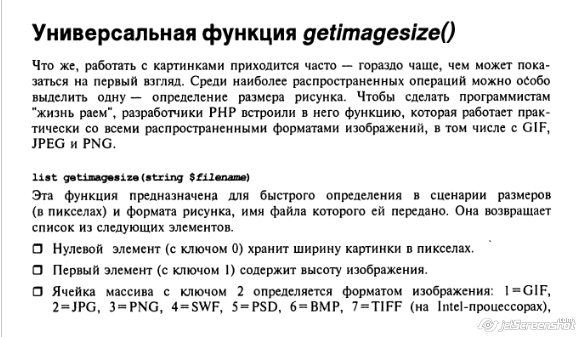 Универсальная функция getimagesize()
Что же, работать с картинками приходится часто — гораздо чаще, чем может пока-
заться на первый взгляд. Среди наиболее распространенных операций можно особо
выделить одну — определение размера рисунка. Чтобы сделать программистам
"жизнь раем", разработчики PHP встроили в него функцию, которая работает прак-
тически со всеми распространенными форматами изображений, в том числе с GIF,
JPEG и PNG.
list getimagesize(string $filename)
Эта функция предназначена для быстрого определения в сценарии размеров
(в пикселах) и формата рисунка, имя файла которого ей передано. Она возвращает
список из следующих элементов.
❒ Нулевой элемент (с ключом 0) хранит ширину картинки в пикселах.
❒ Первый элемент (с ключом 1) содержит высоту изображения.
❒ Ячейка массива с ключом 2 определяется форматом изображения: 1=GIF,
2=JPG, 3=PNG, 4=SWF, 5=PSD, 6=BMP, 7=TIFF (на Intel-процессорах),
jetScreenshot